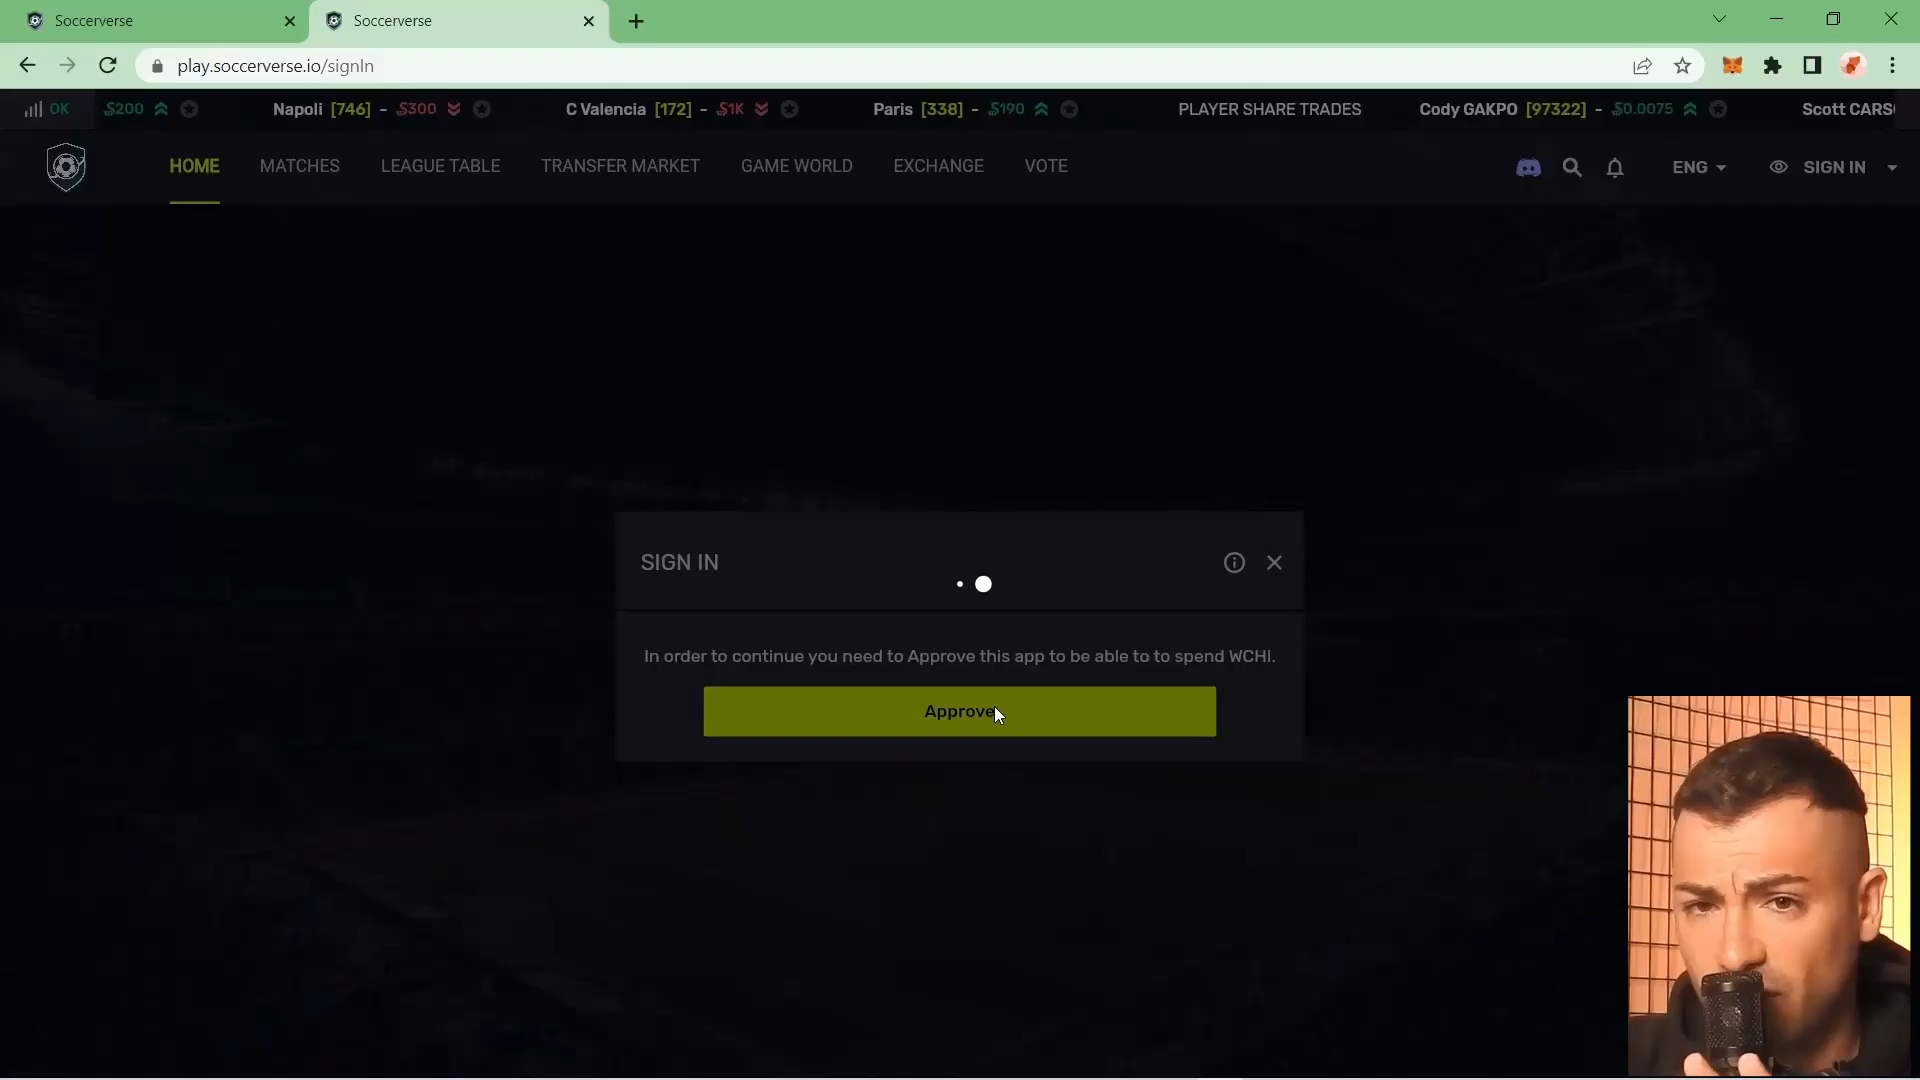 Soccerverse
Soccerverse
play.soccerverse.io/signIn
OK
200
Napoli [746] - 300
C Valencia [172] - 1K
Paris [338] - 190
PLAYER SHARE TRADES
Cody GAKPO [97322] - 0.0075
Scott CARS
HOME MATCHES LEAGUE TABLE TRANSFER MARKET GAME WORLD EXCHANGE VOTE
ENG
SIGN IN
SIGN IN
In order to continue you need to Approve this app to be able to to spend WCHI.
Approve